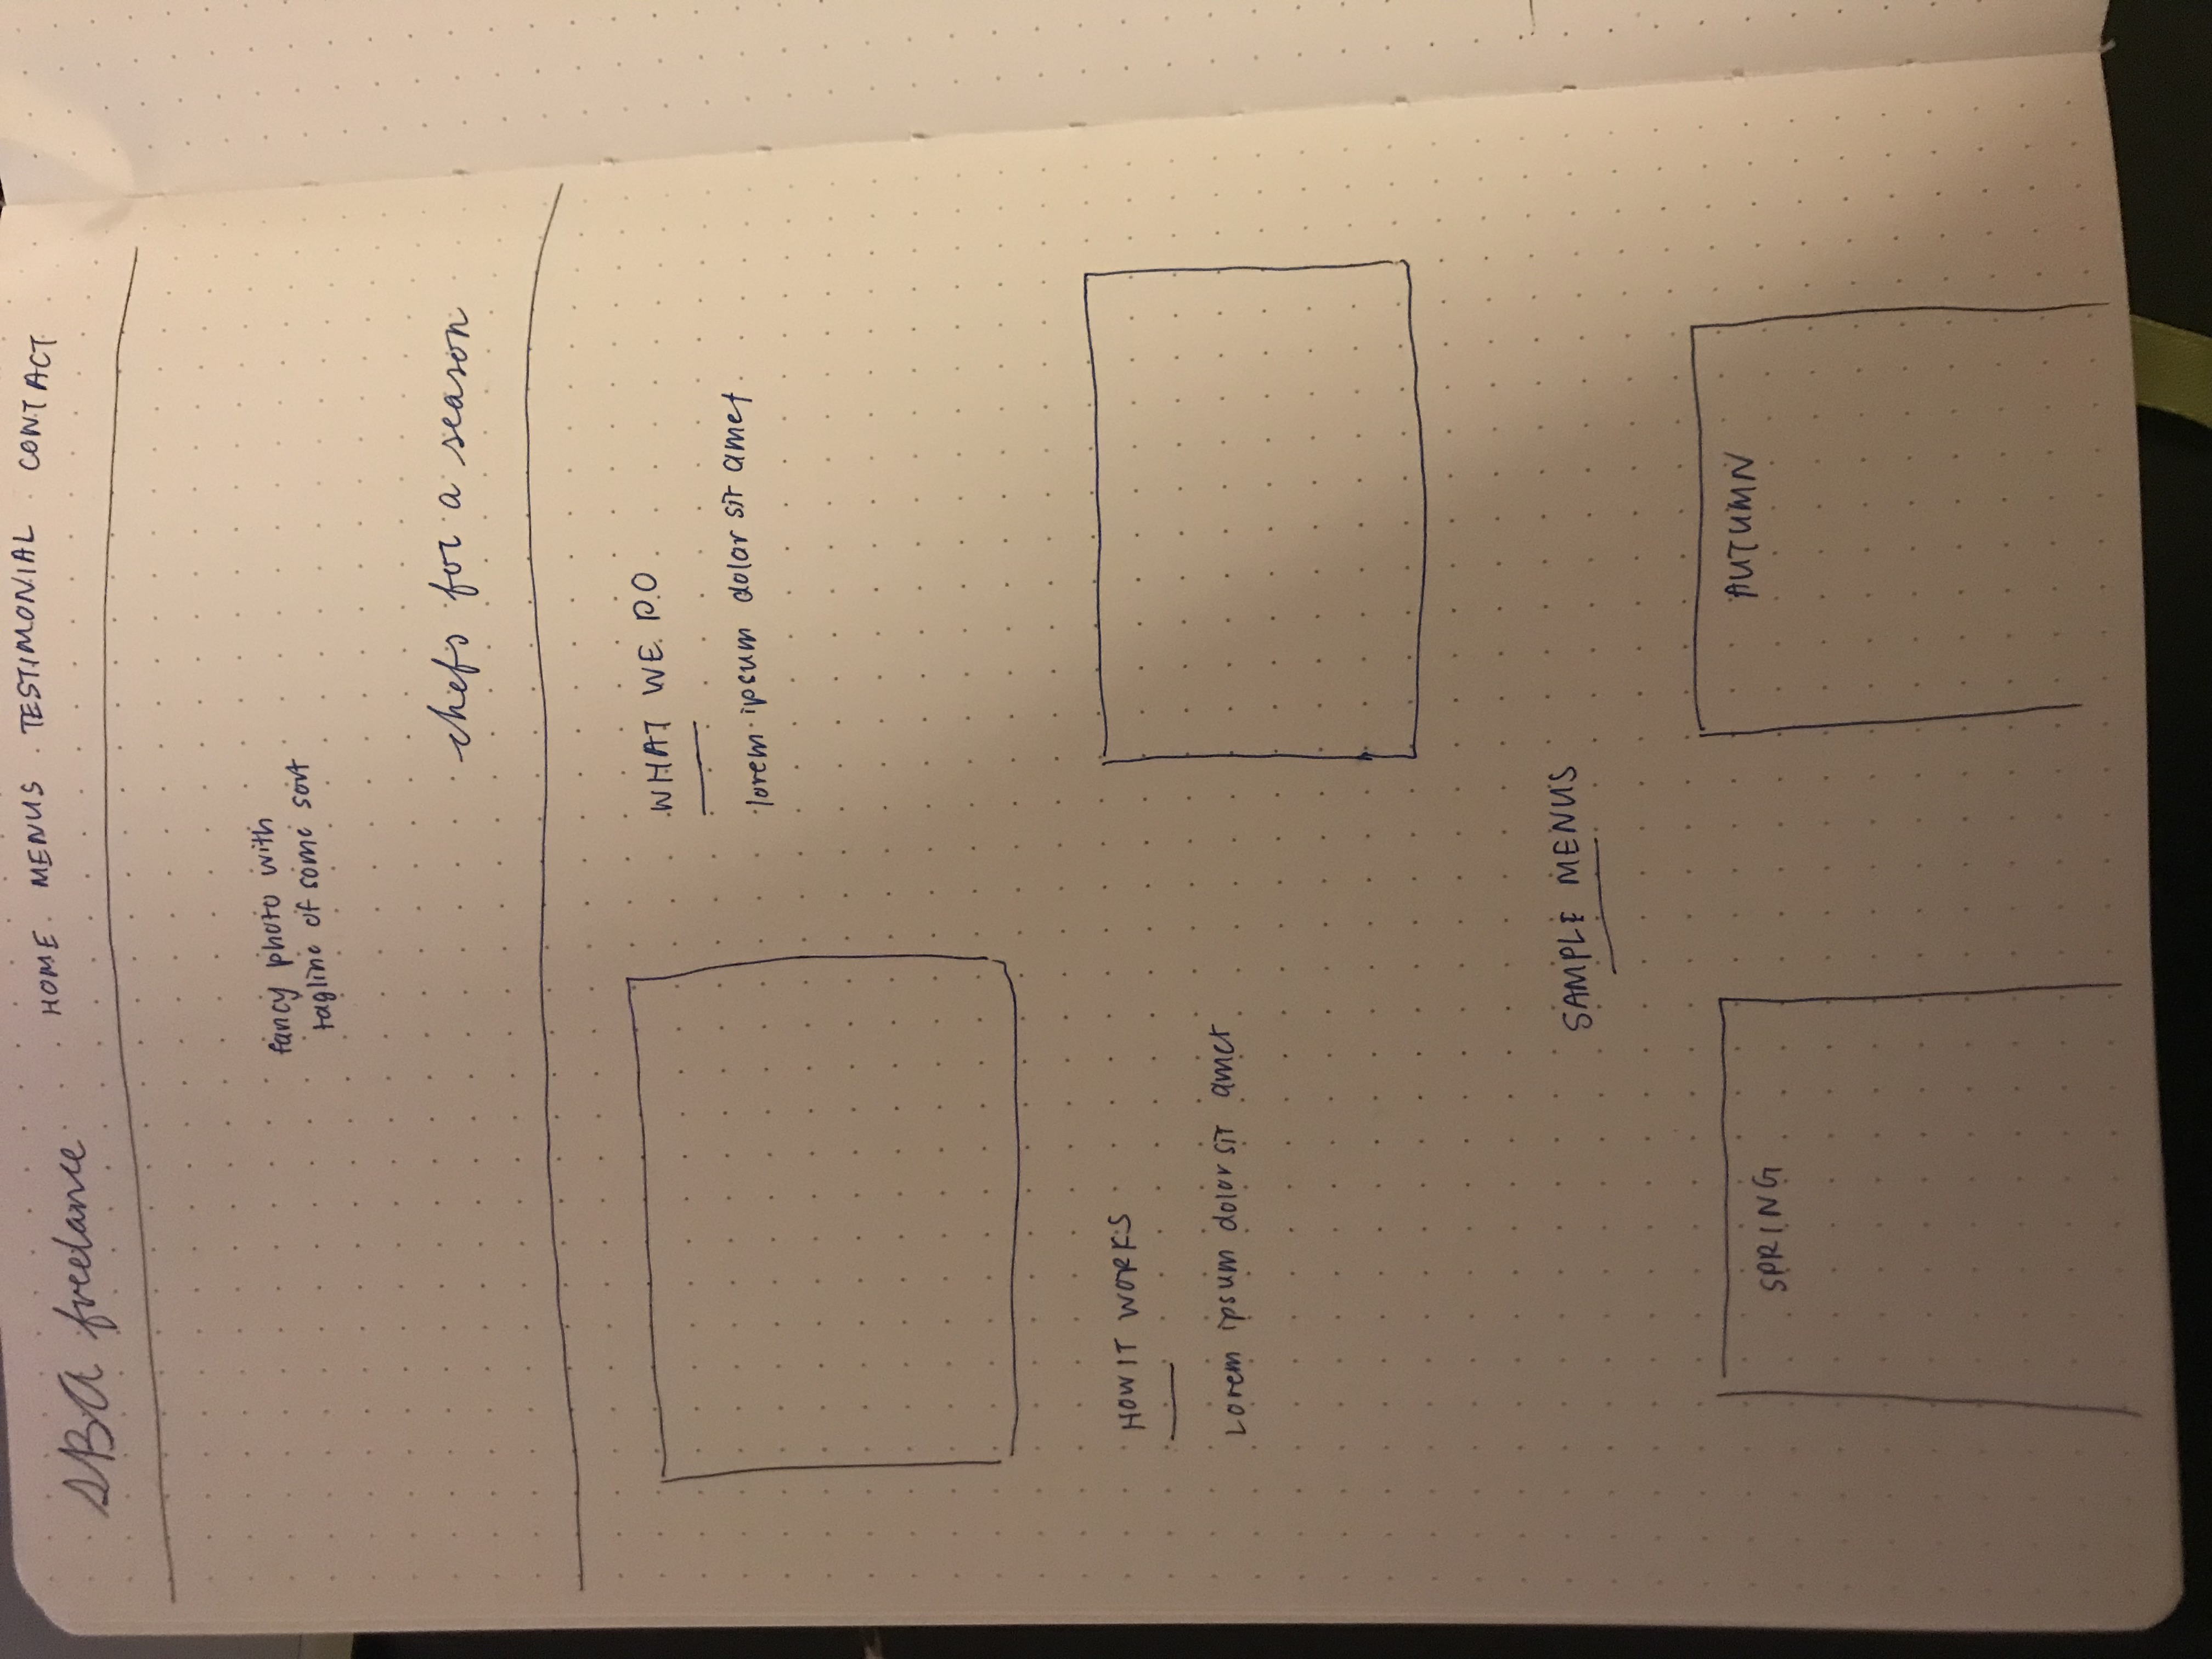 SBA freelance
HOME MENUS TESTIMONIAL CONTACT
fancy photo with
tagline of some sort
chefs for a season
WHAT WE DO
lorem ipsum dolor sit amet
HOW IT WORKS
Lorem ipsum dolor sit amet
SAMPLE MENUS
SPRING
AUTUMN